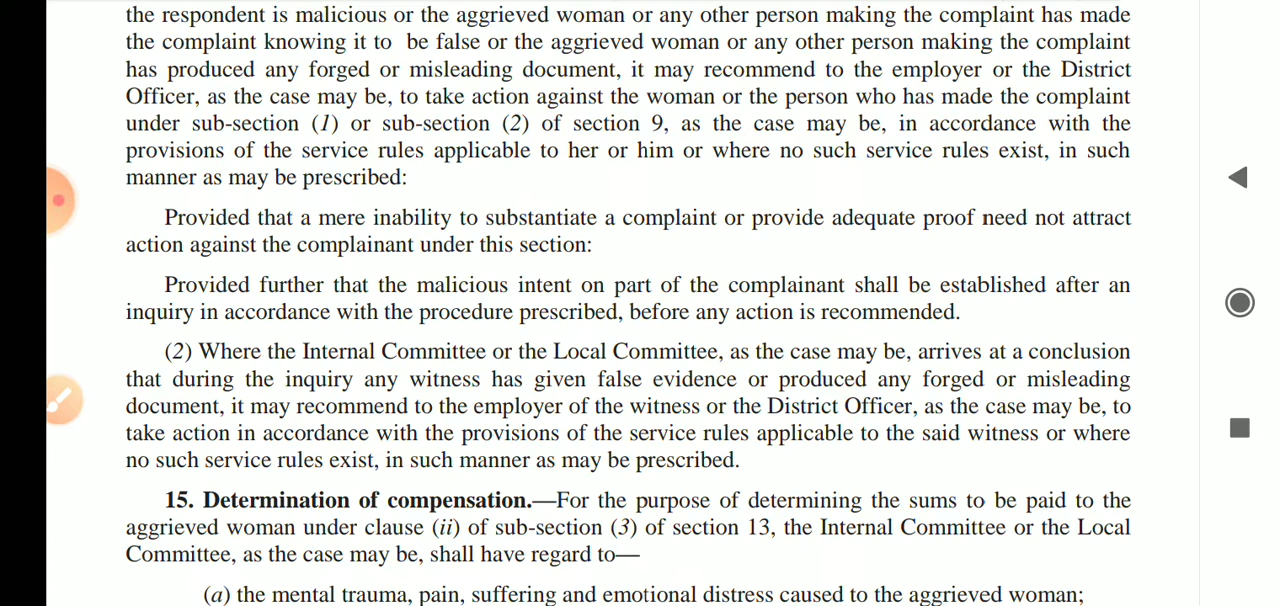 the respondent is malicious or the aggrieved woman or any other person making the complaint has made
the complaint knowing it to be false or the aggrieved woman or any other person making the complaint
has produced any forged or misleading document, it may recommend to the employer or the District
Officer, as the case may be, to take action against the woman or the person who has made the complaint
under sub-section (1) or sub-section (2) of section 9, as the case may be, in accordance with the
provisions of the service rules applicable to her or him or where no such service rules exist, in such
manner as may be prescribed:
Provided that a mere inability to substantiate a complaint or provide adequate proof need not attract
action against the complainant under this section:
Provided further that the malicious intent on part of the complainant shall be established after an
inquiry in accordance with the procedure prescribed, before any action is recommended.
(2) Where the Internal Committee or the Local Committee, as the case may be, arrives at a conclusion
that during the inquiry any witness has given false evidence or produced any forged or misleading
document, it may recommend to the employer of the witness or the District Officer, as the case may be, to
take action in accordance with the provisions of the service rules applicable to the said witness or where
no such service rules exist, in such manner as may be prescribed.
15. Determination of compensation.—For the purpose of determining the sums to be paid to the
aggrieved woman under clause (ii) of sub-section (3) of section 13, the Internal Committee or the Local
Committee, as the case may be, shall have regard to—
(a) the mental trauma, pain, suffering and emotional distress caused to the aggrieved woman;